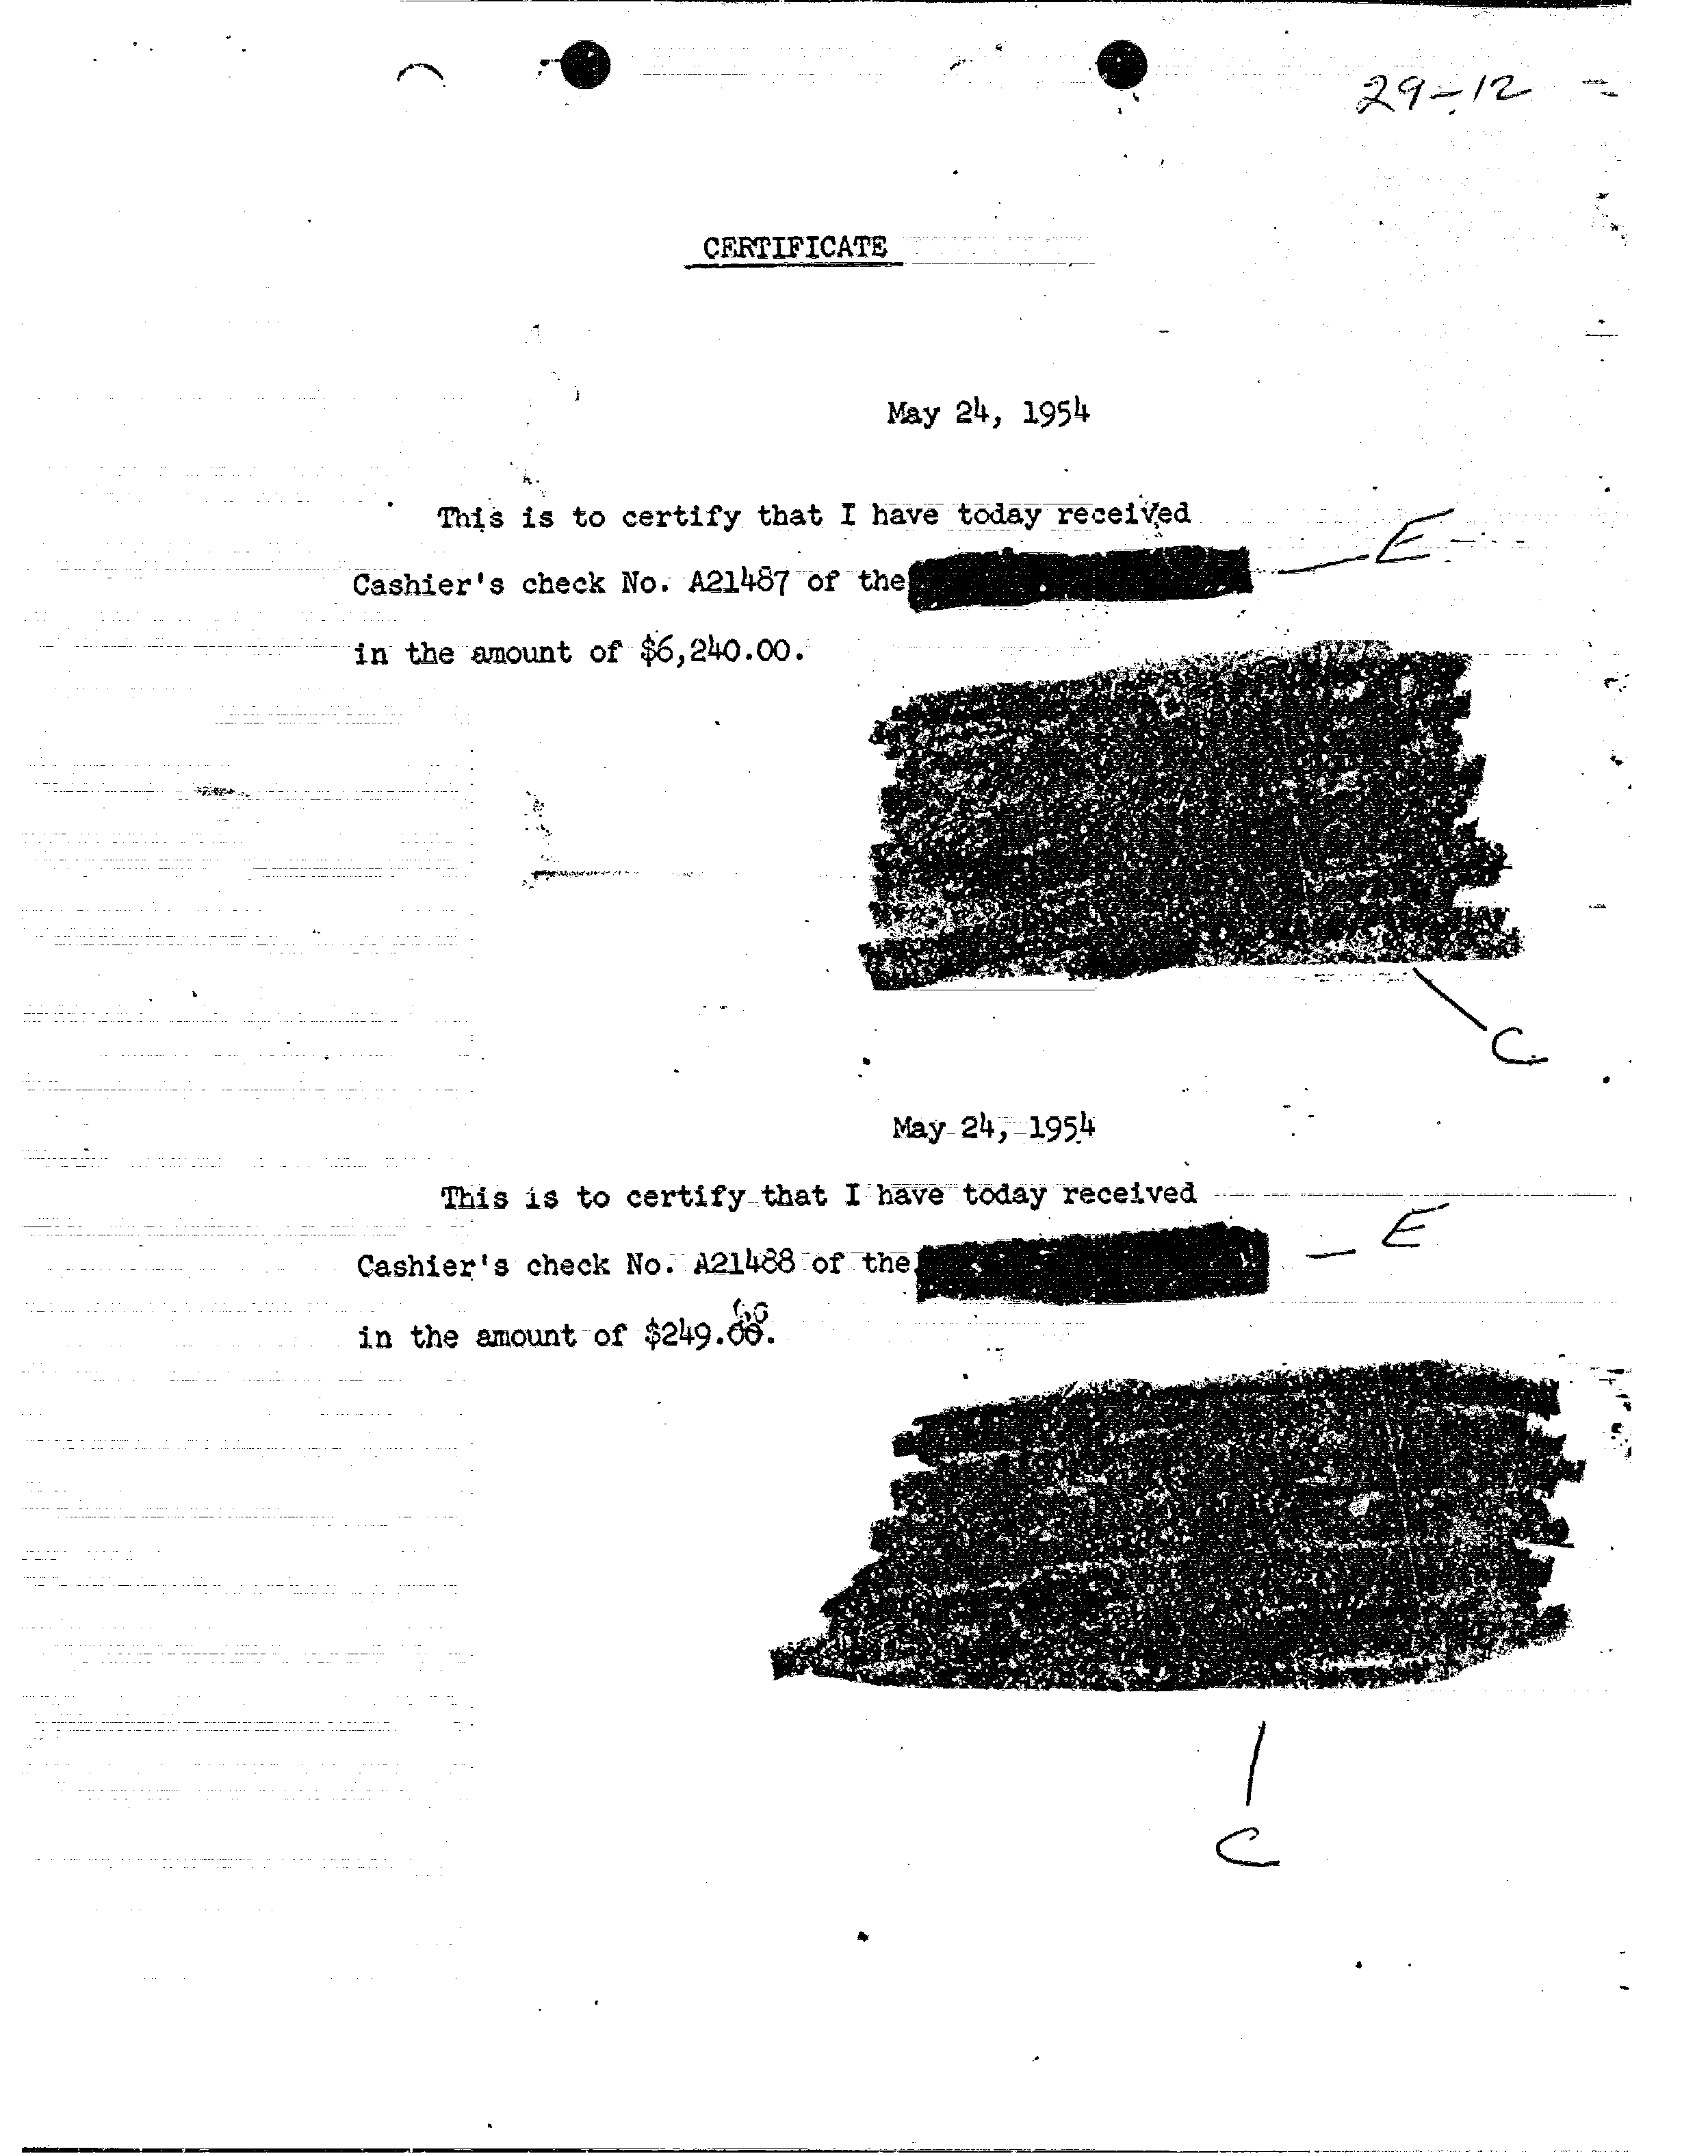 29-12
CERTIFICATE
May 24, 1954
This is to certify that I have today received
Cashier's check No. A21487 of the
E
in the amount of $6,240.00.
C
May 24, 1954
This is to certify that I have today received
Cashier's check No. A21488 of the
E
60
in the amount of $249.00.
C